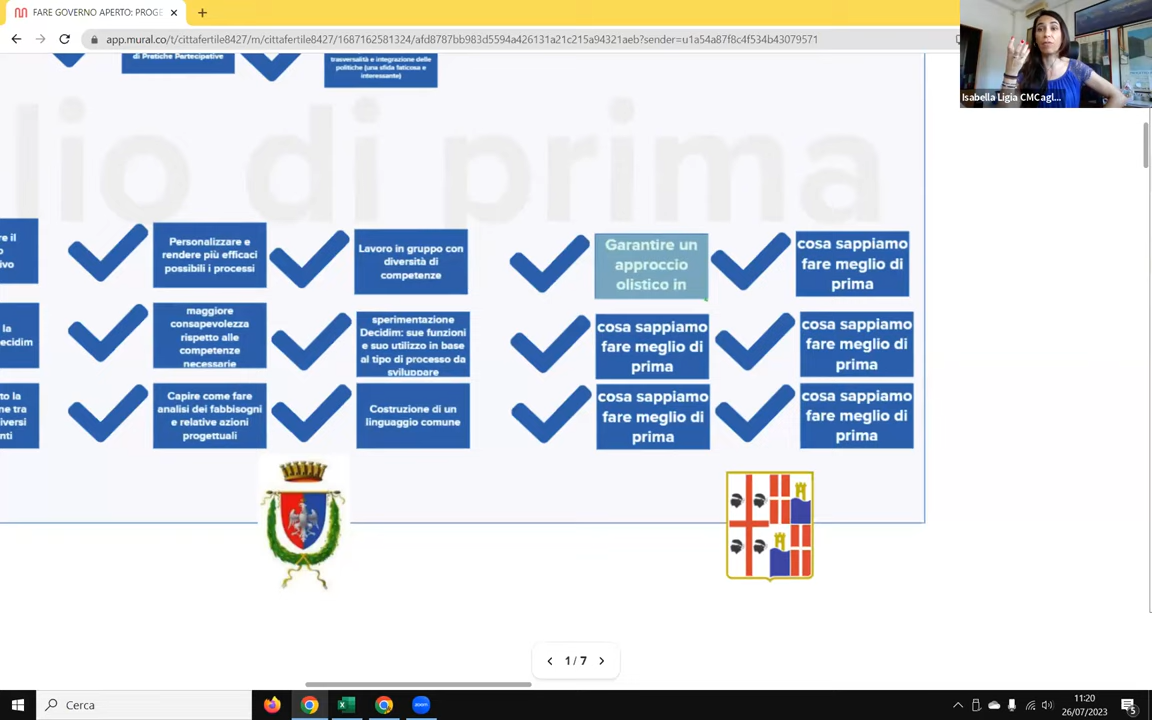 FARE GOVERNO APERTO: PROGE
app.mural.co/t/cittafertile8427/m/cittafertile8427/1687162581324/afd8787bb983d5594a426131a21c215a94321aeb?sender=u1a54a87f8c4f534b43079571
Isabella Ligia CMCagl...
di Pratiche Partecipative
trasversalità e integrazione delle
politiche (una sfida faticosa e
interessante)
lio di prima
Personalizzare e
rendere più efficaci
possibili i processi
Lavoro in gruppo con
diversità di
competenze
Garantire un
approccio
olistico in
cosa sappiamo
fare meglio di
prima
maggiore
consapevolezza
rispetto alle
competenze
necessarie
sperimentazione
Decidim: sue funzioni
e suo utilizzo in base
al tipo di processo da
sviluppare
cosa sappiamo
fare meglio di
prima
cosa sappiamo
fare meglio di
prima
Capire come fare
analisi dei fabbisogni
e relative azioni
progettuali
Costruzione di un
linguaggio comune
cosa sappiamo
fare meglio di
prima
cosa sappiamo
fare meglio di
prima
1 / 7
Cerca
11:20
26/07/2023
5